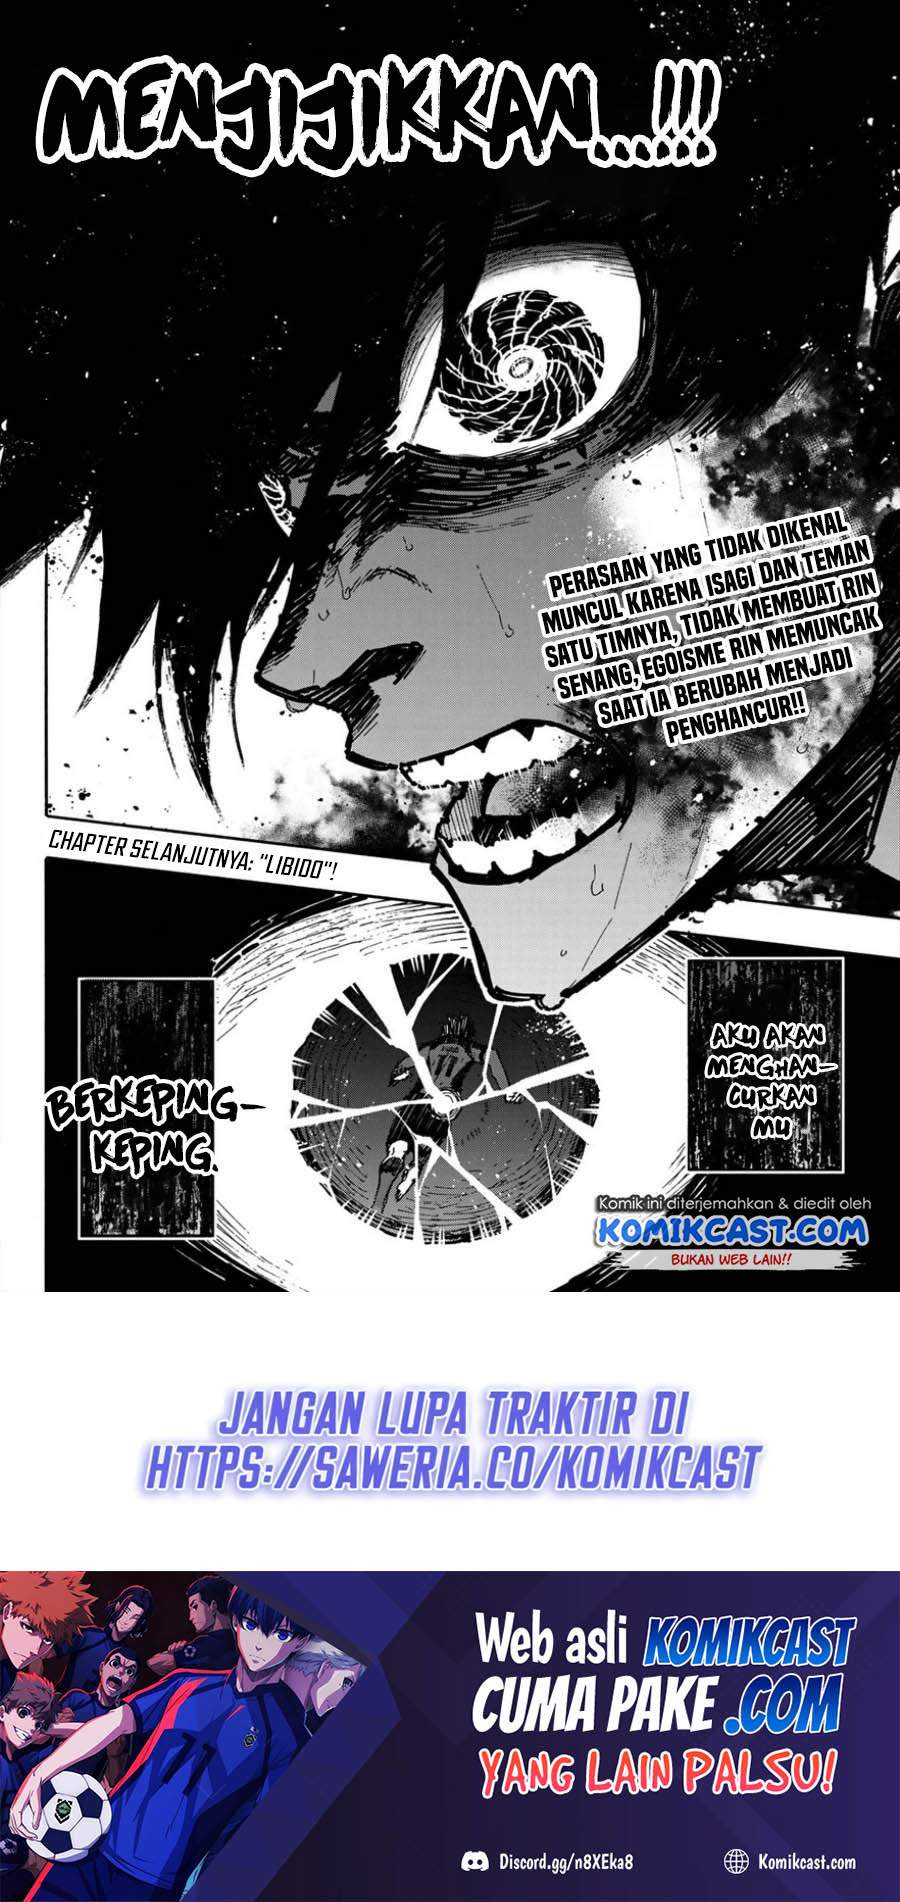 MENJIJIKKAN...!!!
PERASAAN YANG TIDAK DIKENAL
MUNCUL KARENA ISAGI DAN TEMAN
SATU TIMNYA, TIDAK MEMBUAT RIN
SENANG, EGOISME RIN MEMUNCAK
SAAT IA BERUBAH MENJADI
PENGHANCUR!!
CHAPTER SELANJUTNYA: "LIBIDO"!
AKU AKAN
MENGHAN-
CURKAN
MU
BERKEPING-
KEPING.
Komik ini diterjemahkan & diedit oleh
KOMIKCAST.COM
BUKAN WEB LAIN!!
JANGAN LUPA TRAKTIR DI
HTTPS://SAWERIA.CO/KOMIKCAST
Web asli KOMIKCAST
CUMA PAKE .COM
YANG LAIN PALSU!
Discord.gg/n8XEka8
Komikcast.com